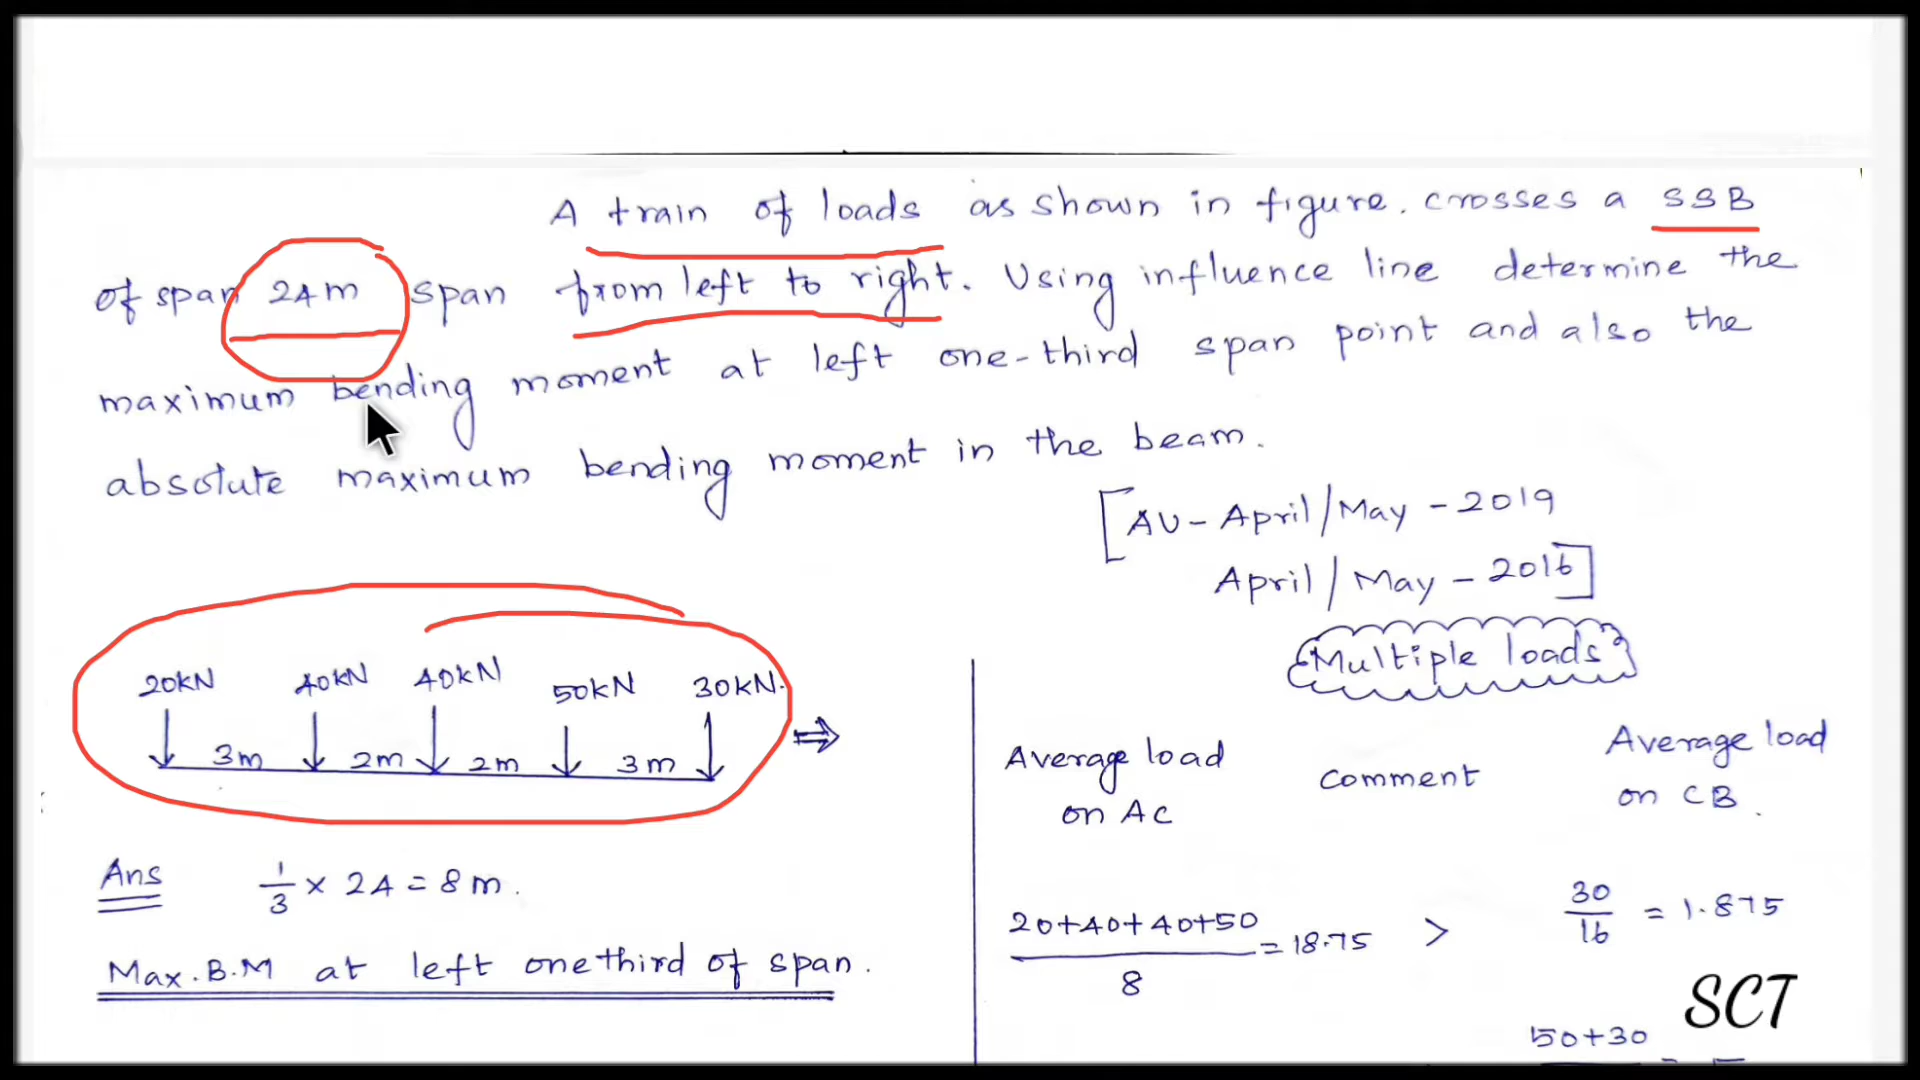 A train of loads as shown in figure. crosses a SSB
of span 24m span from left to right. Using influence line determine the
maximum bending moment at left one-third span point and also the
absolute maximum bending moment in the beam.
[AU - April/May - 2019
April/May - 2016]
Multiple loads
20kN 40kN 40kN 50kN 30kN.
3m 2m 2m 3m
Average load on AC
comment
Average load on CB.
Ans 1/3 × 24 = 8m.
Max.B.M at left one third of span.
20+40+40+50 / 8 = 18.75 > 30/16 = 1.875
SCT
50+30